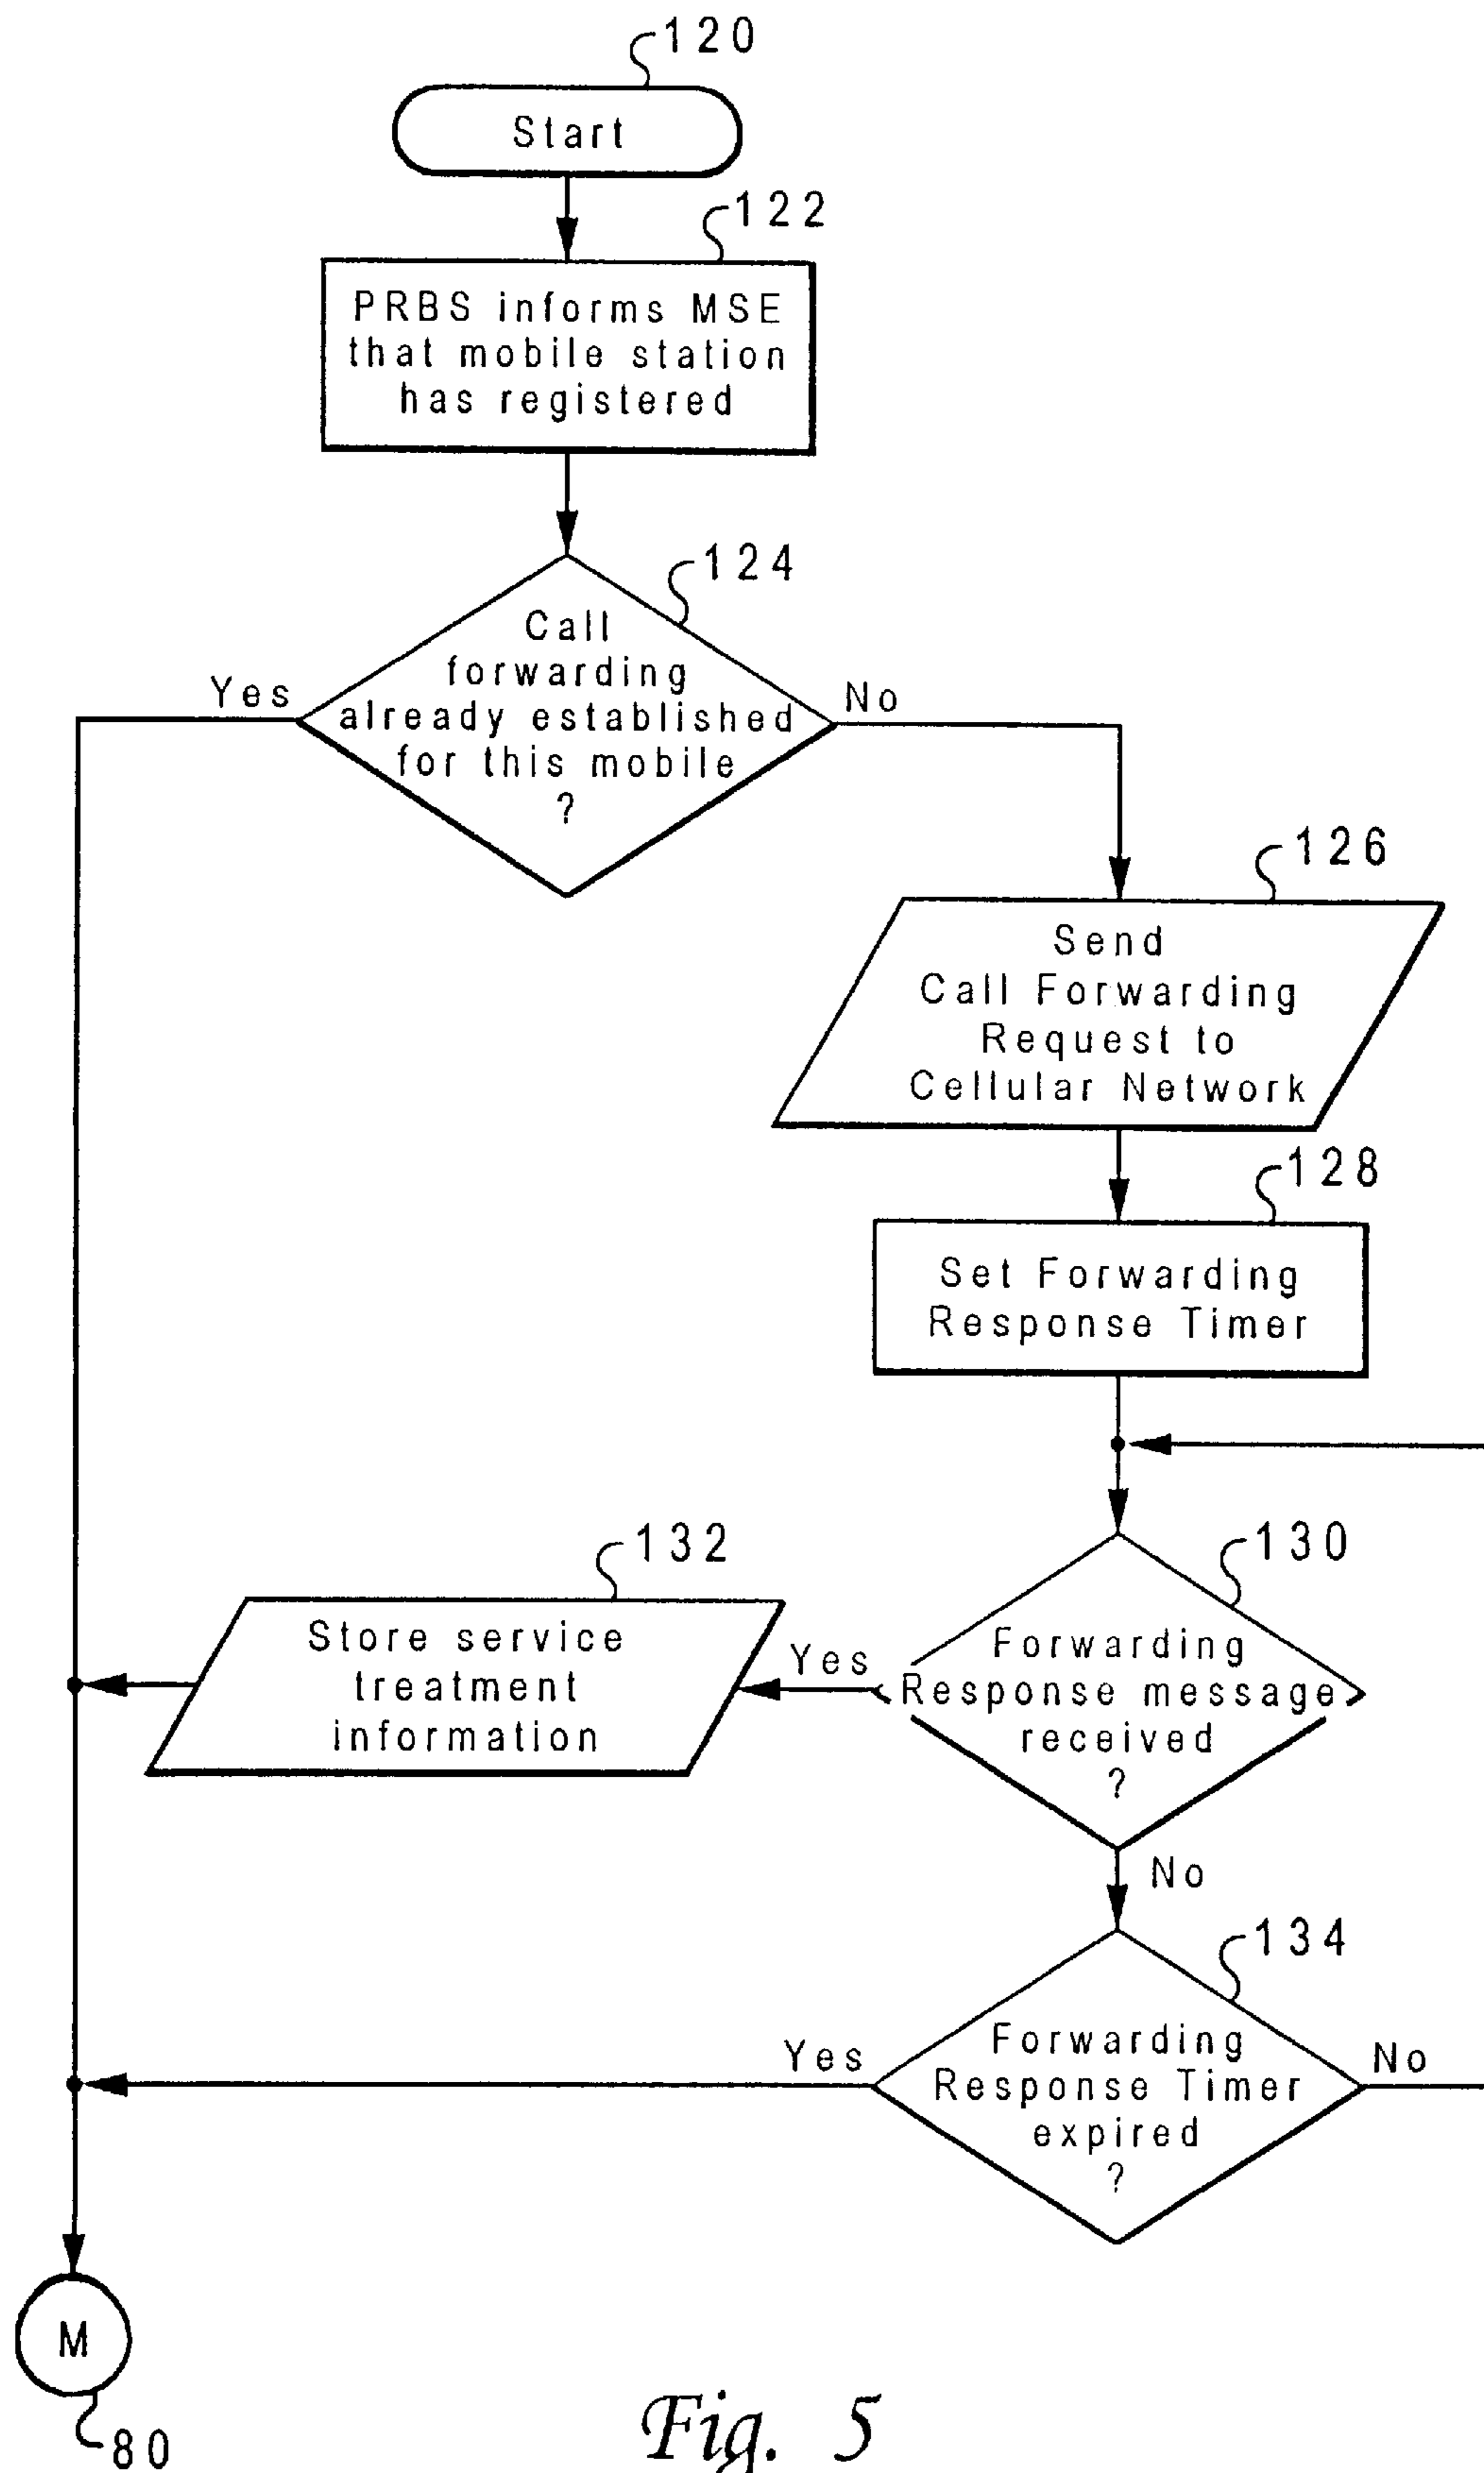 120
Start
122
PRBS informs MSE
that mobile station
has registered
124
Call
forwarding
already established
for this mobile
?
Yes
No
126
Send
Call Forwarding
Request to
Cellular Network
128
Set Forwarding
Response Timer
130
Forwarding
Response message
received
?
Yes
132
Store service
treatment
information
No
134
Forwarding
Response Timer
expired
?
Yes
No
M
80
Fig. 5